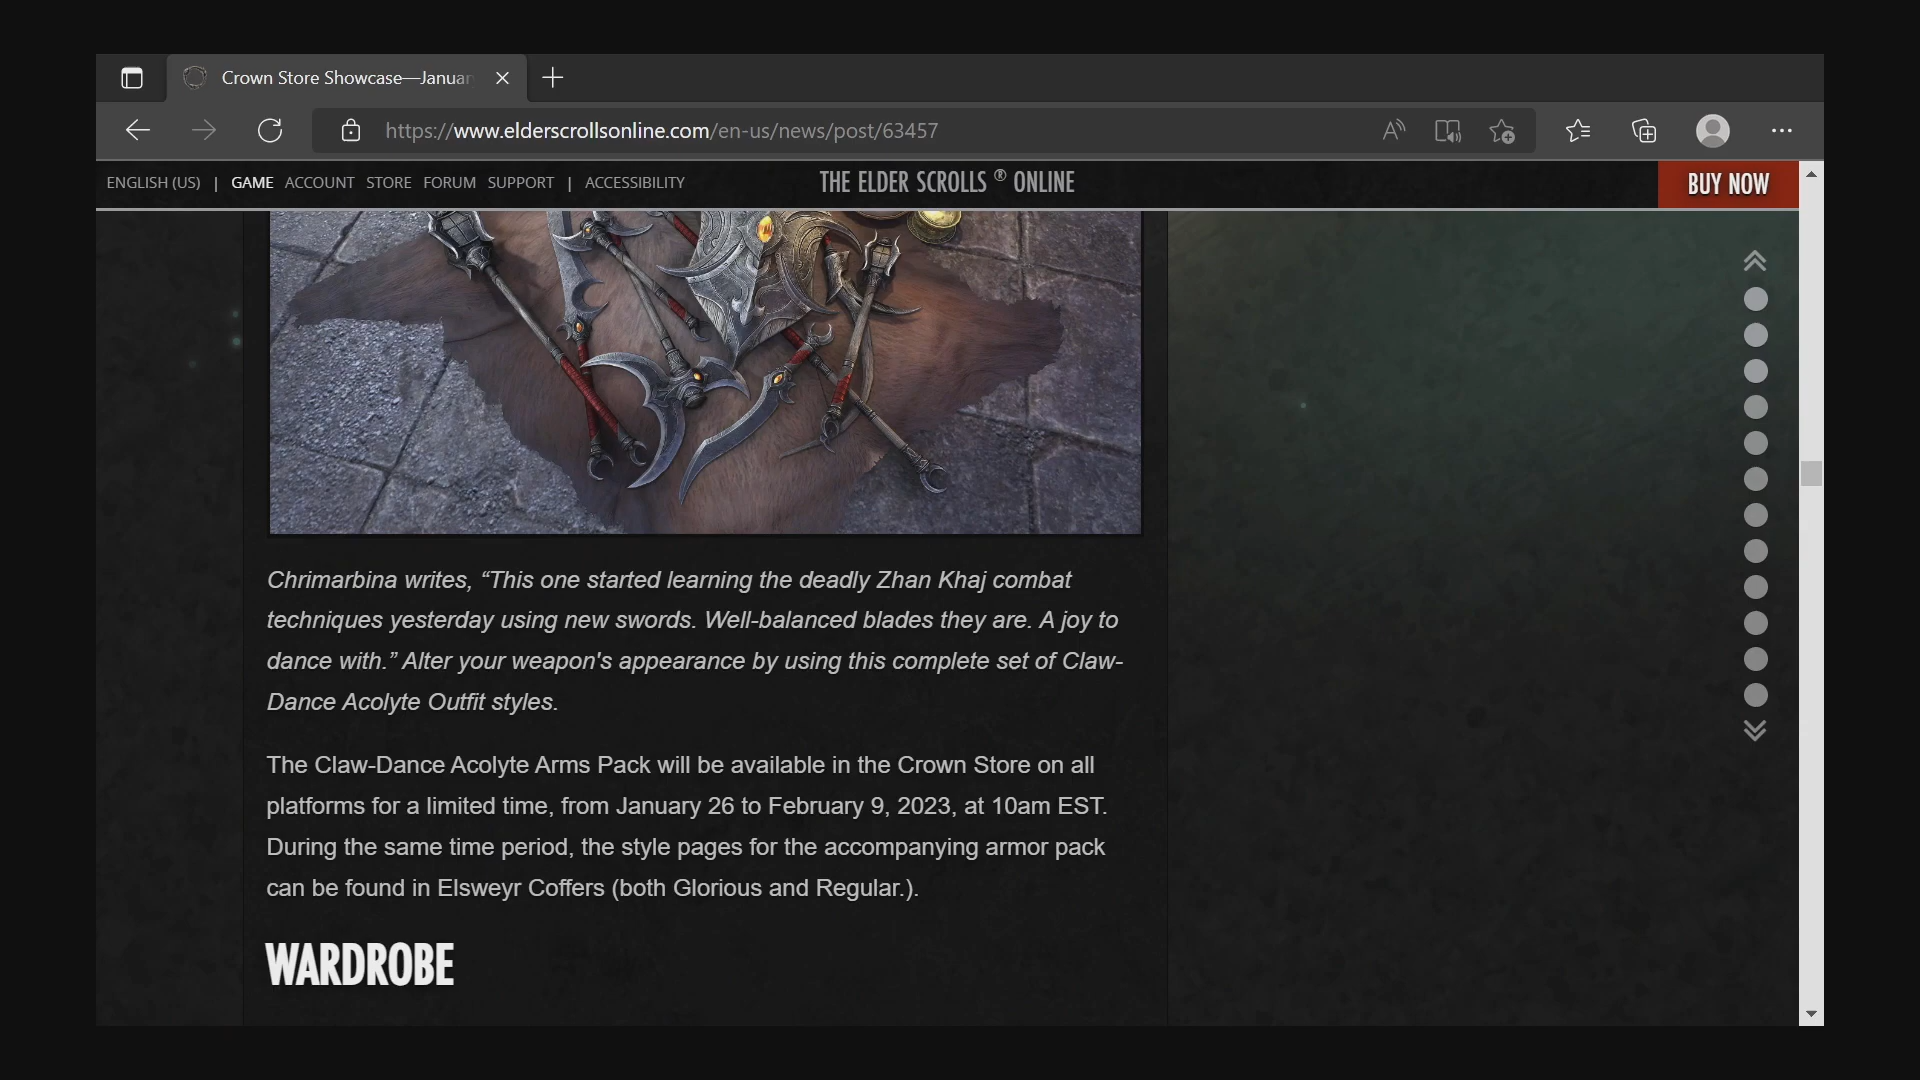 Crown Store Showcase—Januar
https://www.elderscrollsonline.com/en-us/news/post/63457
ENGLISH (US) | GAME ACCOUNT STORE FORUM SUPPORT | ACCESSIBILITY
THE ELDER SCROLLS ® ONLINE
BUY NOW
Chrimarbina writes, “This one started learning the deadly Zhan Khaj combat
techniques yesterday using new swords. Well-balanced blades they are. A joy to
dance with.” Alter your weapon's appearance by using this complete set of Claw-
Dance Acolyte Outfit styles.
The Claw-Dance Acolyte Arms Pack will be available in the Crown Store on all
platforms for a limited time, from January 26 to February 9, 2023, at 10am EST.
During the same time period, the style pages for the accompanying armor pack
can be found in Elsweyr Coffers (both Glorious and Regular.).
WARDROBE